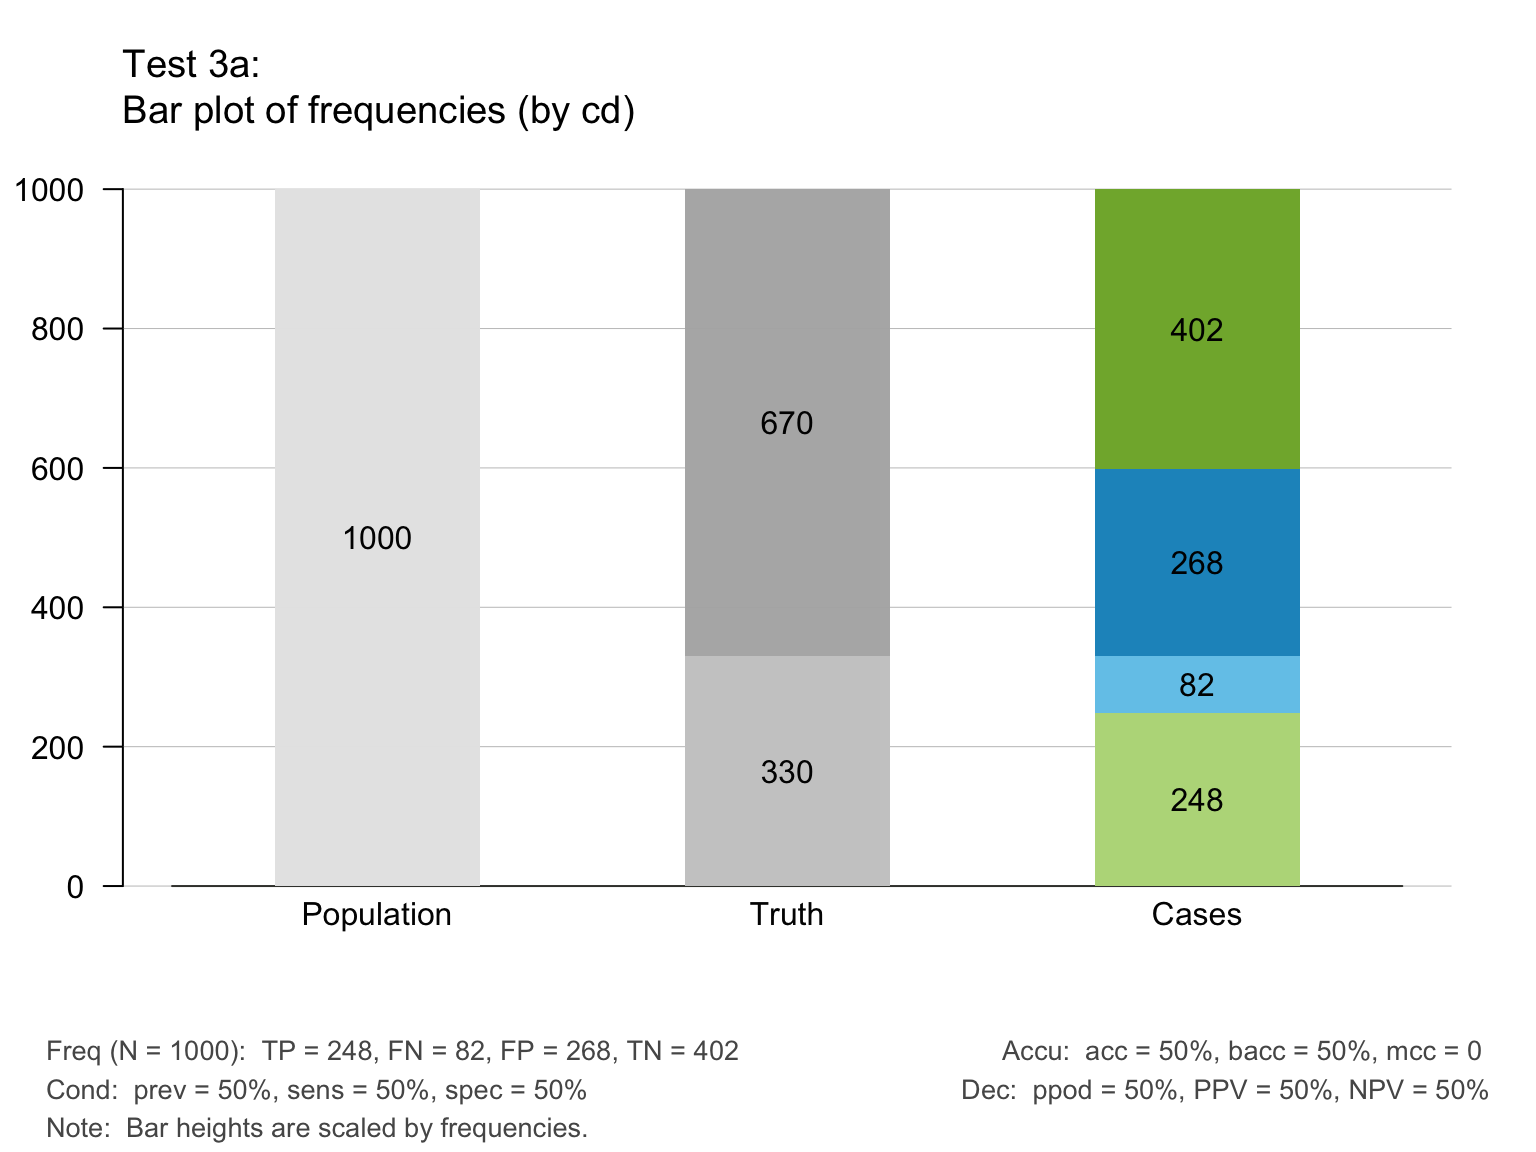 Test 3a:
Bar plot of frequencies (by cd)
1000
800
600
400
200
0
1000
670
330
402
268
82
248
Population
Truth
Cases
Freq (N = 1000):  TP = 248, FN = 82, FP = 268, TN = 402
Accu:  acc = 50%, bacc = 50%, mcc = 0
Cond:  prev = 50%, sens = 50%, spec = 50%
Dec:  ppod = 50%, PPV = 50%, NPV = 50%
Note:  Bar heights are scaled by frequencies.